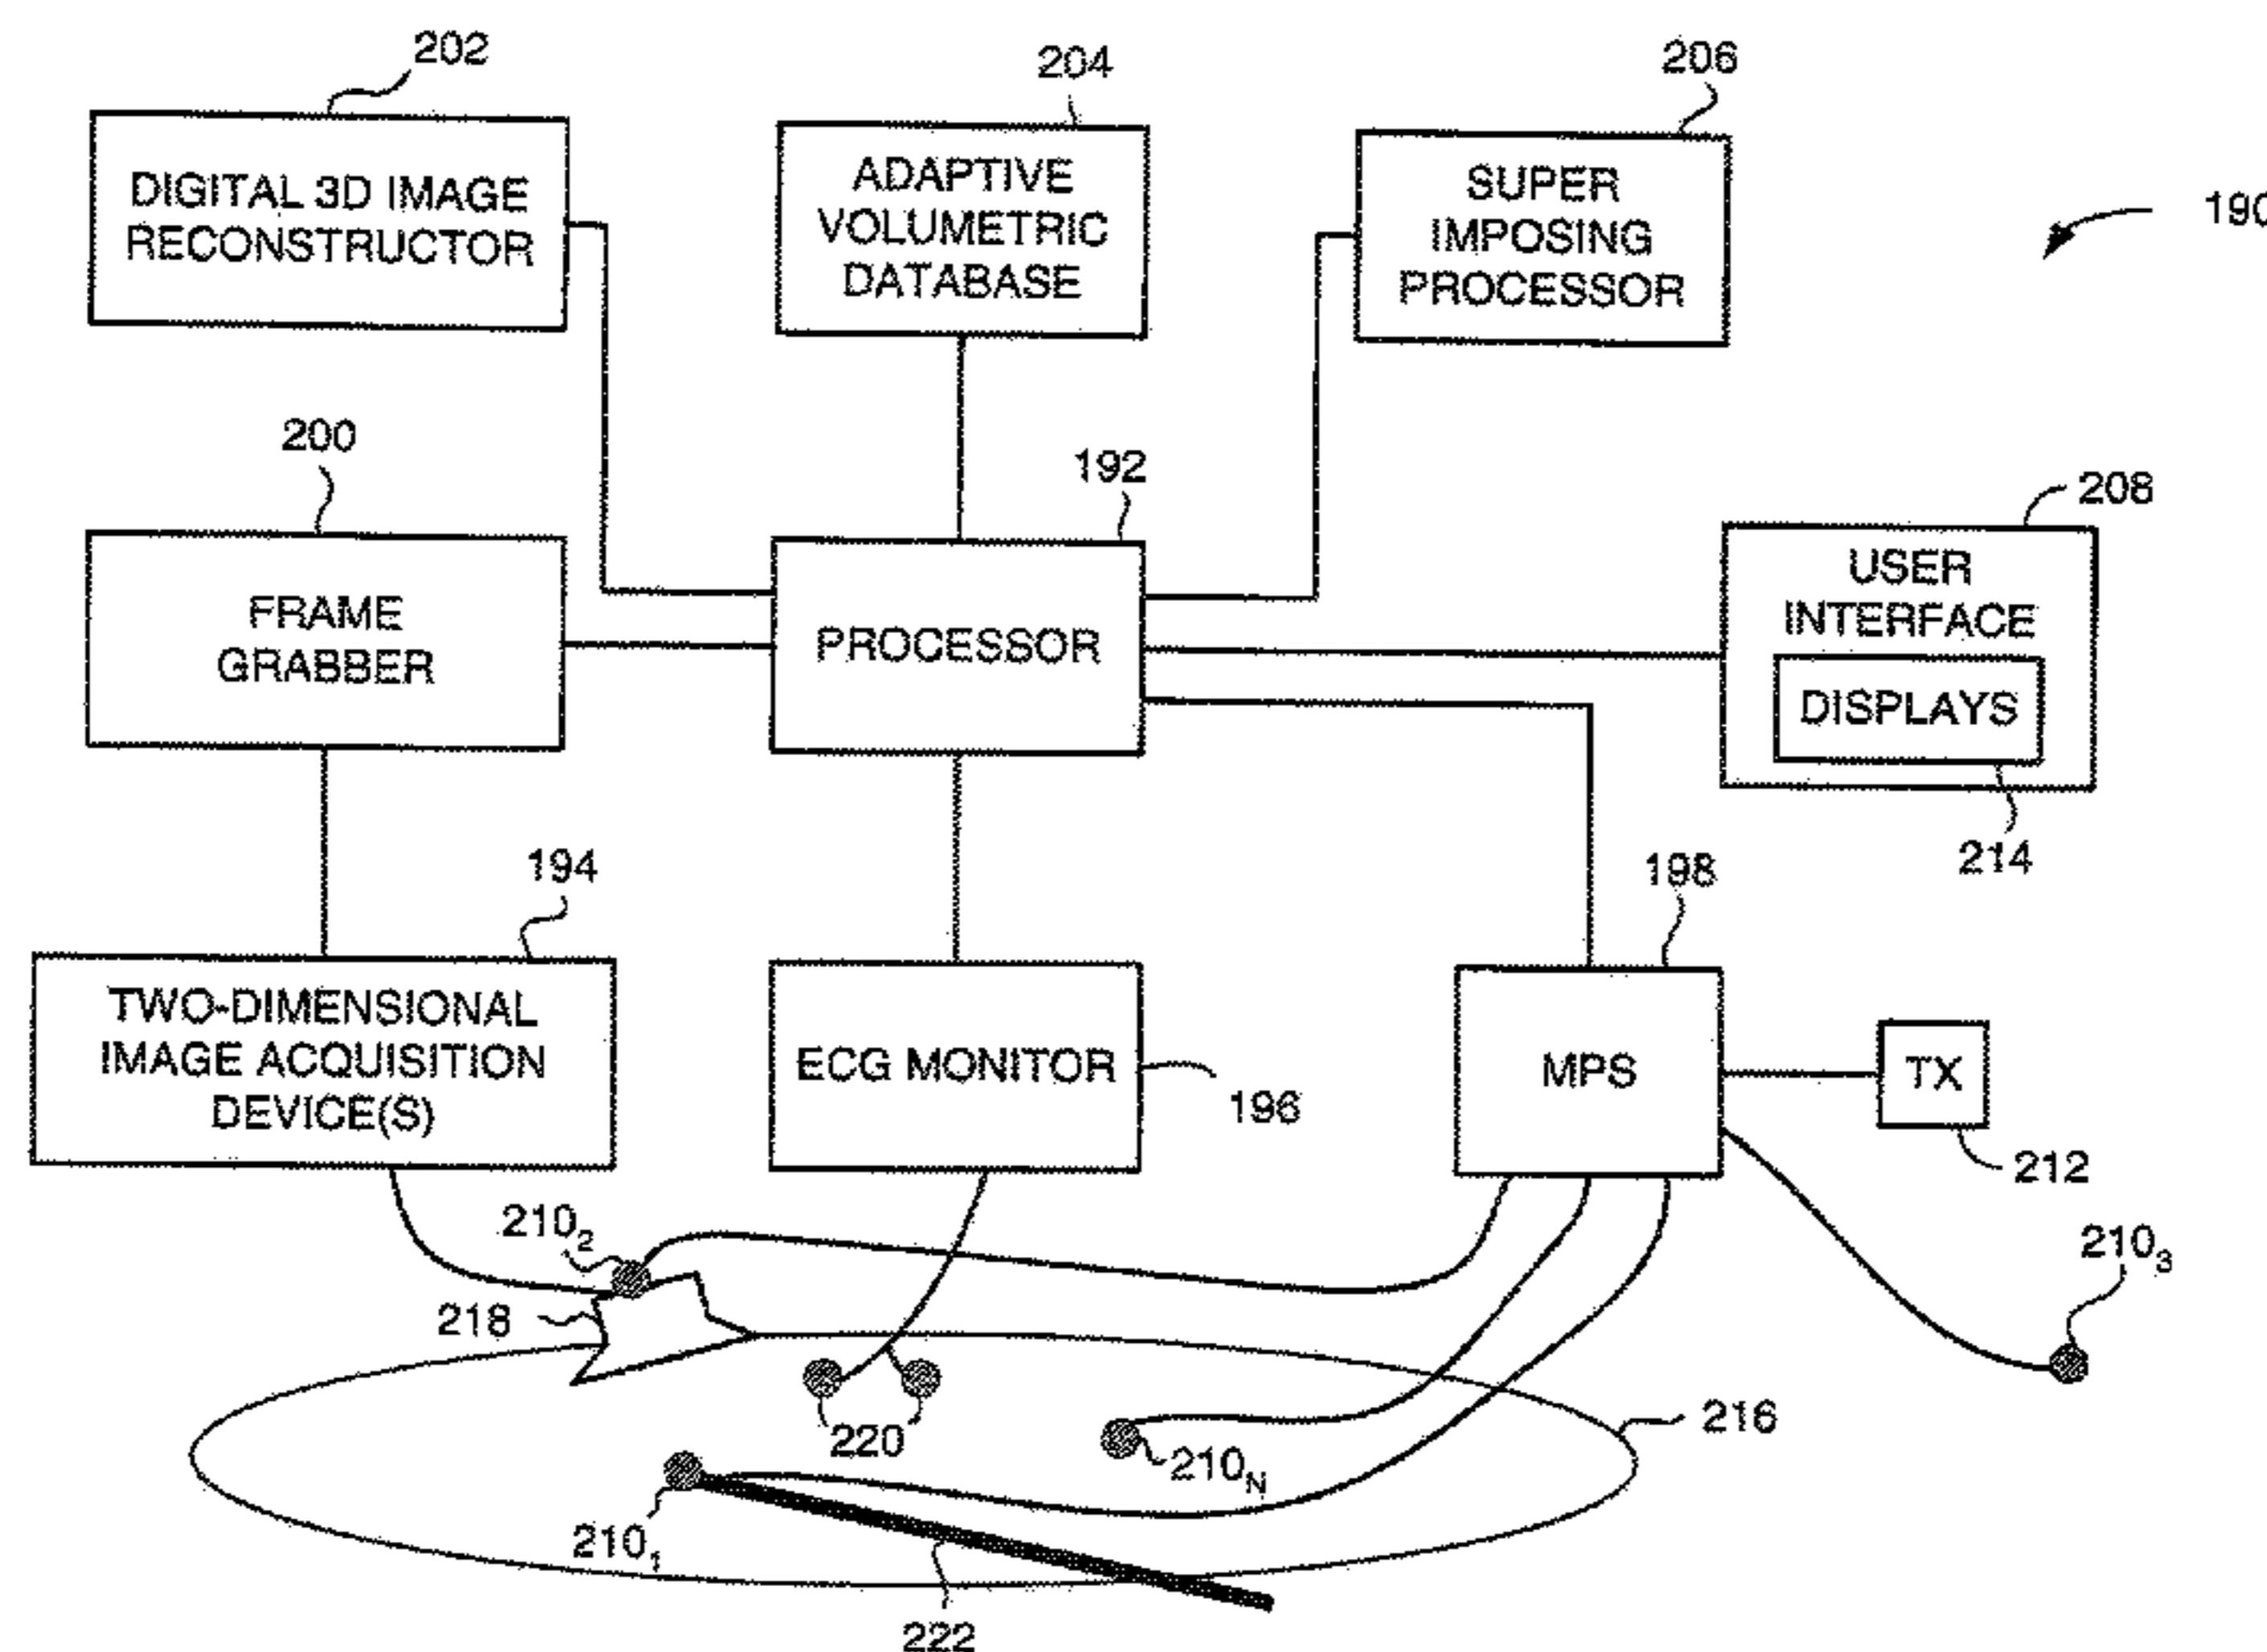 202
204
206
190
DIGITAL 3D IMAGE
RECONSTRUCTOR
ADAPTIVE
VOLUMETRIC
DATABASE
SUPER
IMPOSING
PROCESSOR
200
192
208
FRAME
GRABBER
PROCESSOR
USER
INTERFACE
DISPLAYS
214
194
198
TWO-DIMENSIONAL
IMAGE ACQUISITION
DEVICE(S)
ECG MONITOR
196
MPS
TX
212
210₂
210₃
218
220
216
210N
210₁
222